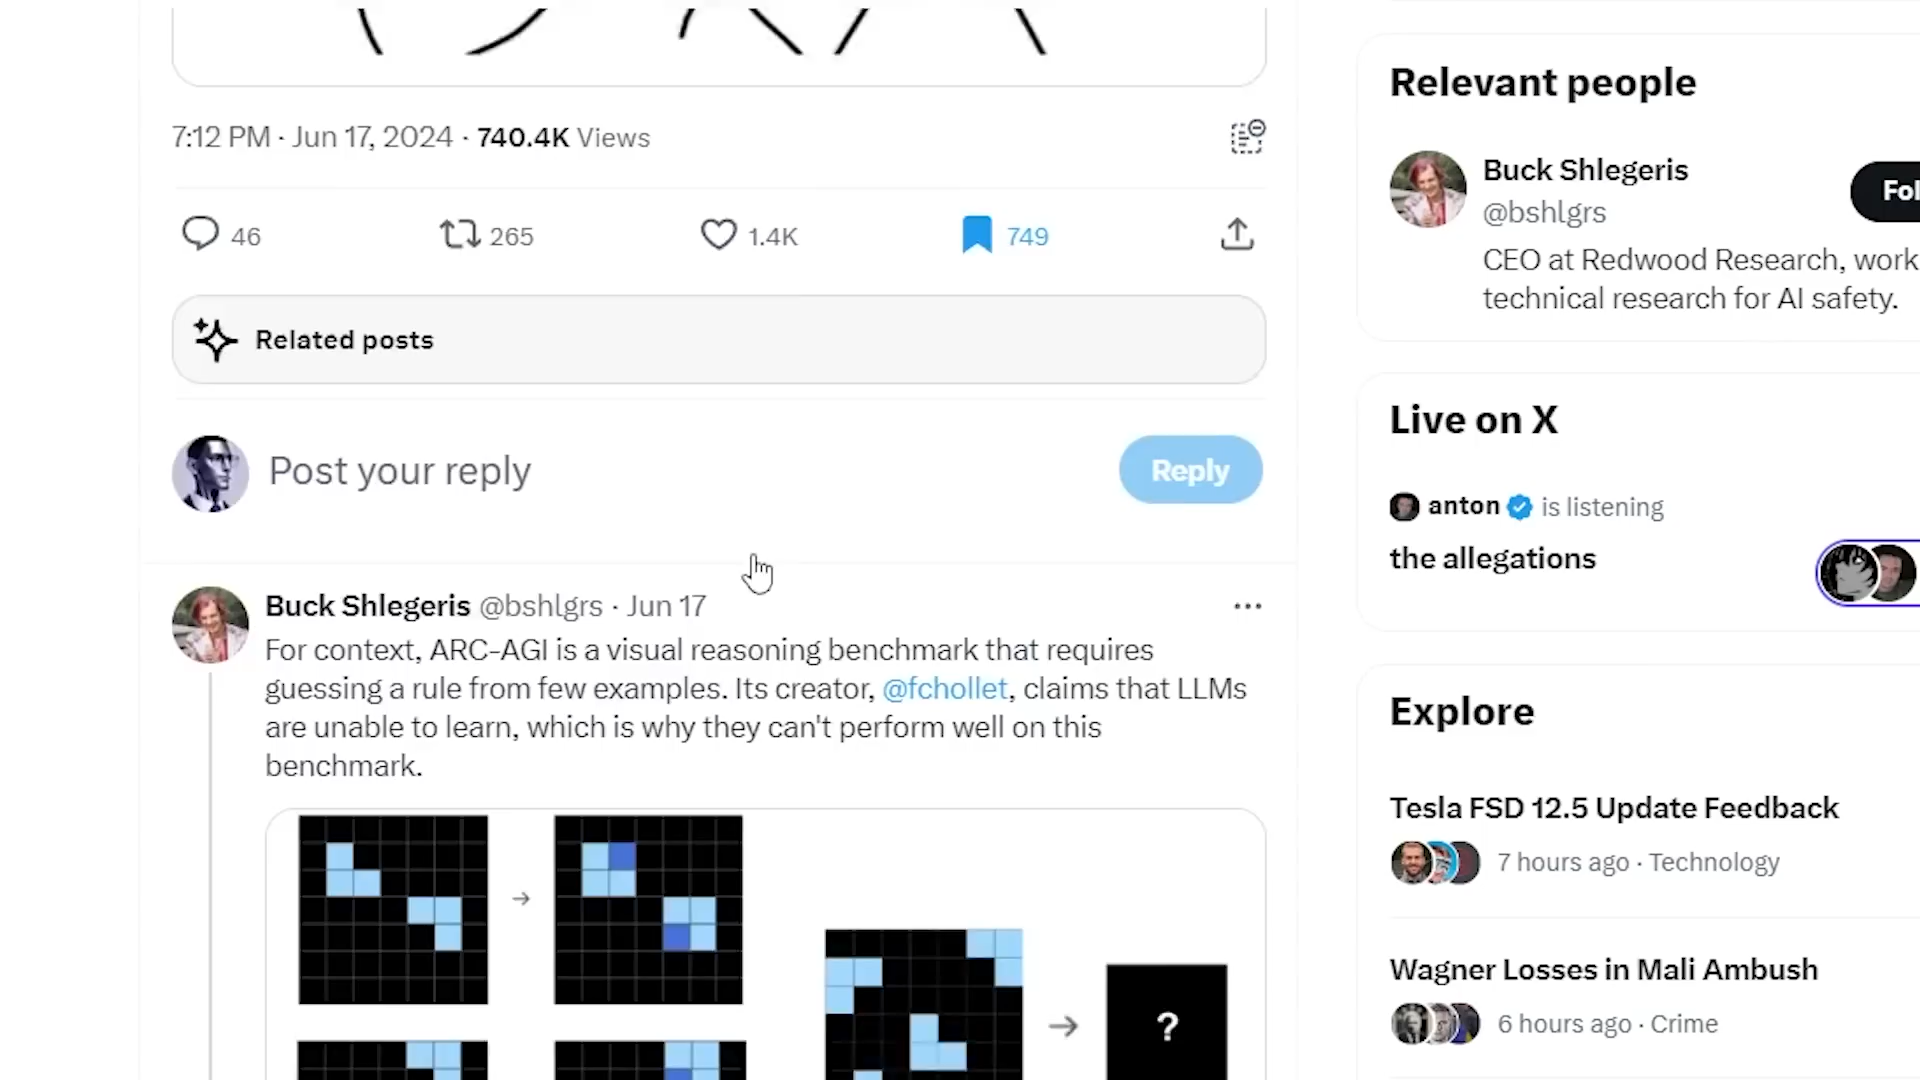 7:12 PM · Jun 17, 2024 · 740.4K Views
46
265
1.4K
749
Related posts
Post your reply
Reply
Buck Shlegeris @bshlgrs · Jun 17
For context, ARC-AGI is a visual reasoning benchmark that requires
guessing a rule from few examples. Its creator, @fchollet, claims that LLMs
are unable to learn, which is why they can't perform well on this
benchmark.
?
Relevant people
Buck Shlegeris
@bshlgrs
Fol
CEO at Redwood Research, work
technical research for AI safety.
Live on X
anton is listening
the allegations
Explore
Tesla FSD 12.5 Update Feedback
7 hours ago · Technology
Wagner Losses in Mali Ambush
6 hours ago · Crime